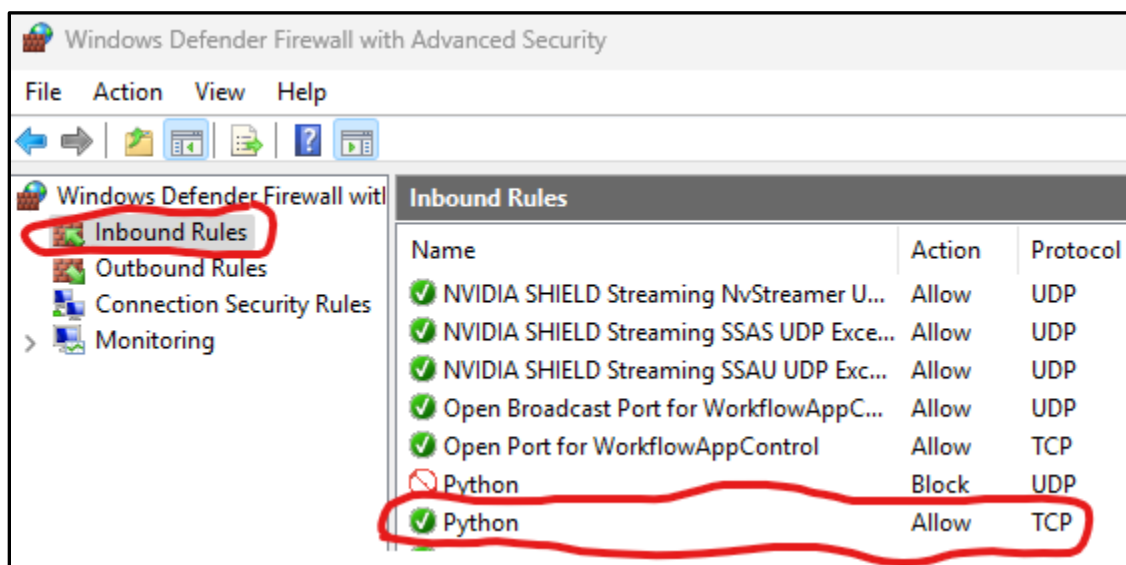 Windows Defender Firewall with Advanced Security
File Action View Help
Windows Defender Firewall witl
Inbound Rules
Outbound Rules
Connection Security Rules
Monitoring
Inbound Rules
Name Action Protocol
NVIDIA SHIELD Streaming NvStreamer U... Allow UDP
NVIDIA SHIELD Streaming SSAS UDP Exce... Allow UDP
NVIDIA SHIELD Streaming SSAU UDP Exc... Allow UDP
Open Broadcast Port for WorkflowAppC... Allow UDP
Open Port for WorkflowAppControl Allow TCP
Python Block UDP
Python Allow TCP